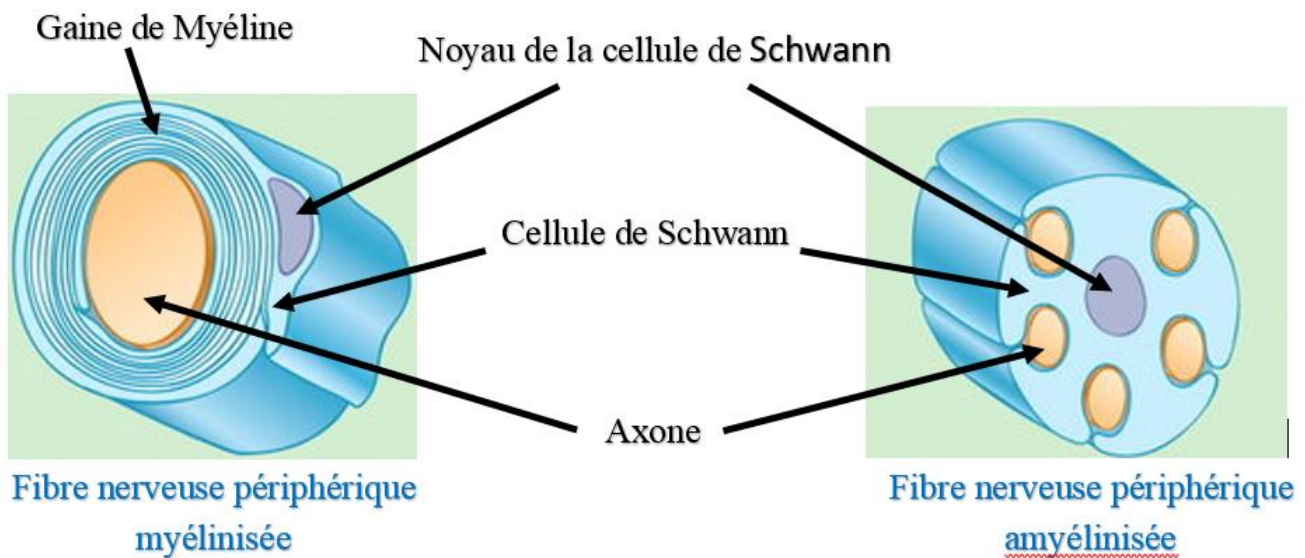 Gaine de Myéline
Noyau de la cellule de Schwann
Cellule de Schwann
Axone
Fibre nerveuse périphérique
myélinisée
Fibre nerveuse périphérique
amyélinisée